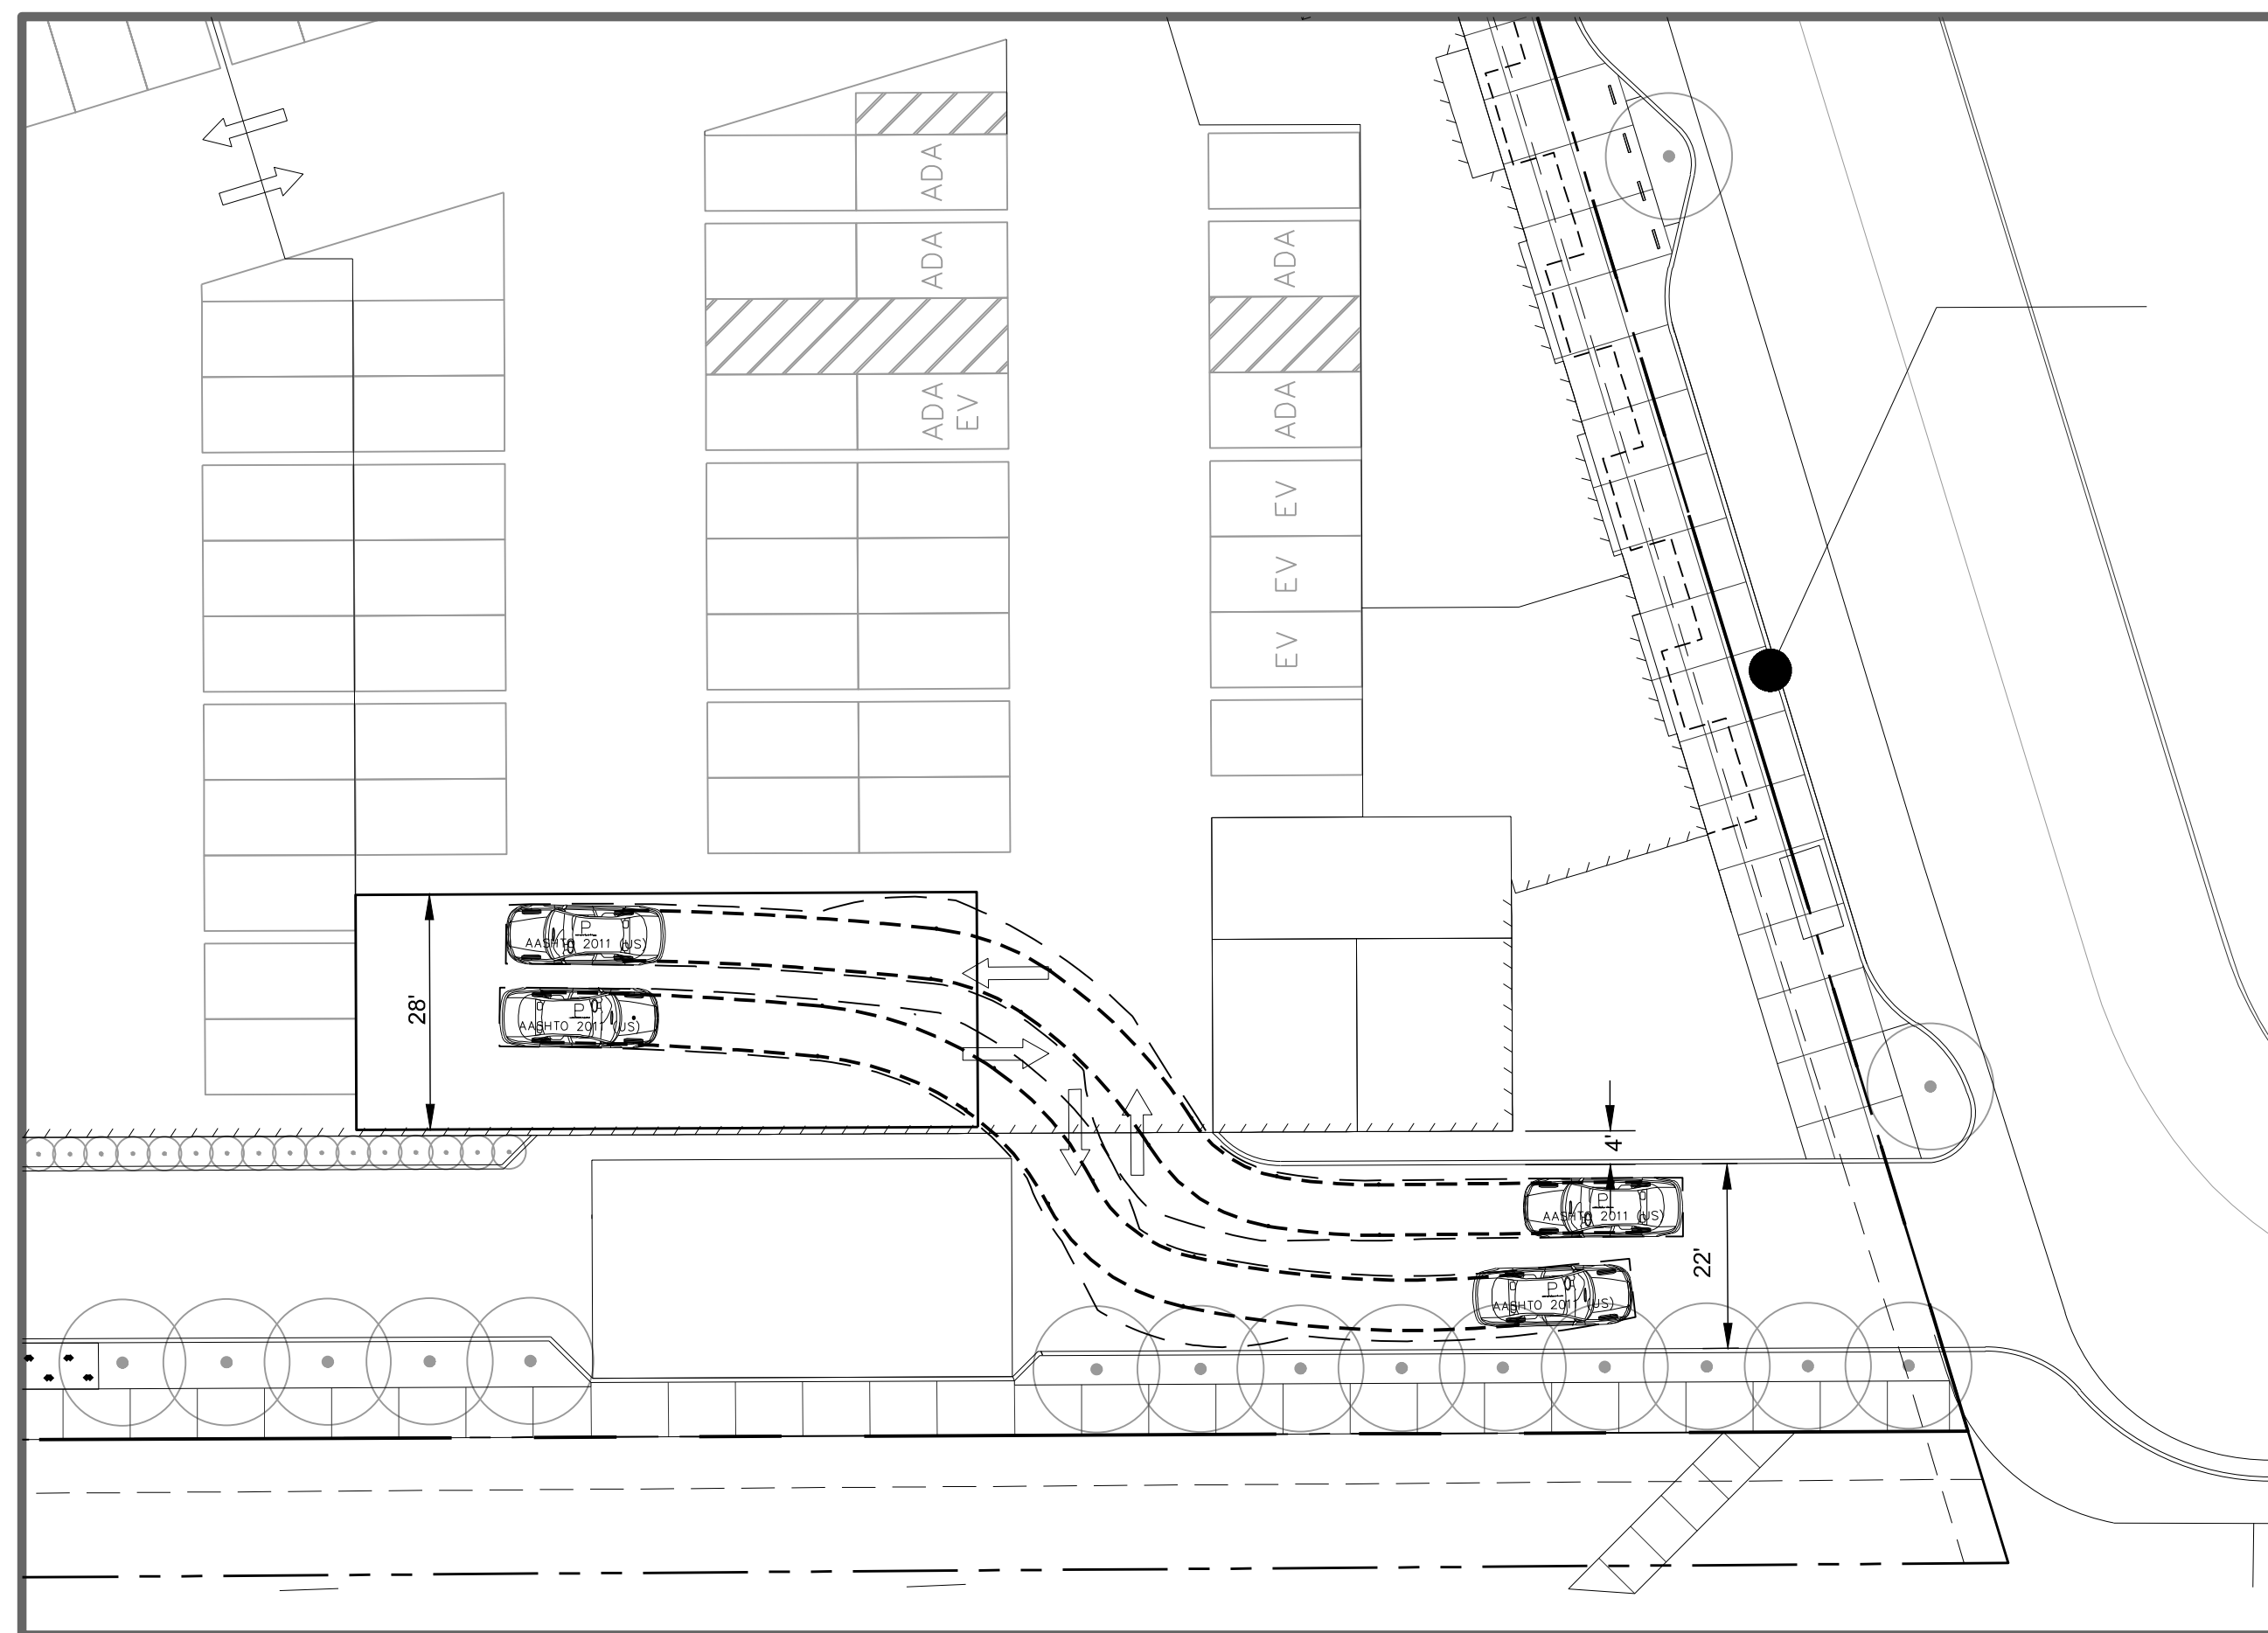 ADA
ADA
ADA
ADA
EV
ADA
EV
EV
EV
P
AASHTO 2011 (US)
P
AASHTO 2011 (US)
28'
4'
P
AASHTO 2011 (US)
22'
P
AASHTO 2011 (US)